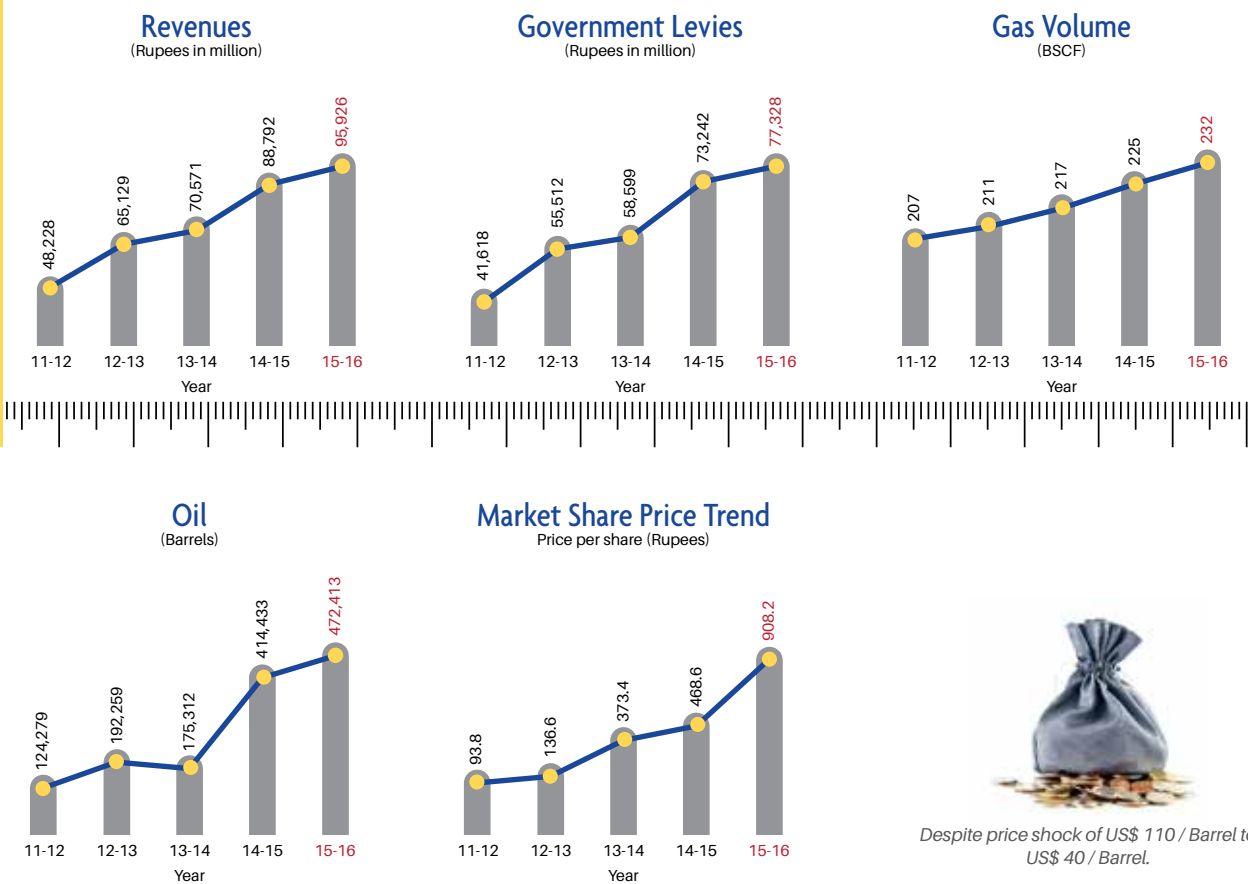 Revenues
(Rupees in million)
48,228
65,129
70,571
88,792
95,926
11-12 12-13 13-14 14-15 15-16
Year
Government Levies
(Rupees in million)
41,618
55,512
58,599
73,242
77,328
11-12 12-13 13-14 14-15 15-16
Year
Gas Volume
(BSCF)
207
211
217
225
232
11-12 12-13 13-14 14-15 15-16
Year
Oil
(Barrels)
124,279
192,259
175,312
414,433
472,413
11-12 12-13 13-14 14-15 15-16
Year
Market Share Price Trend
Price per share (Rupees)
93.8
136.6
373.4
468.6
908.2
11-12 12-13 13-14 14-15 15-16
Year
Despite price shock of US$ 110 / Barrel
US$ 40 / Barrel.